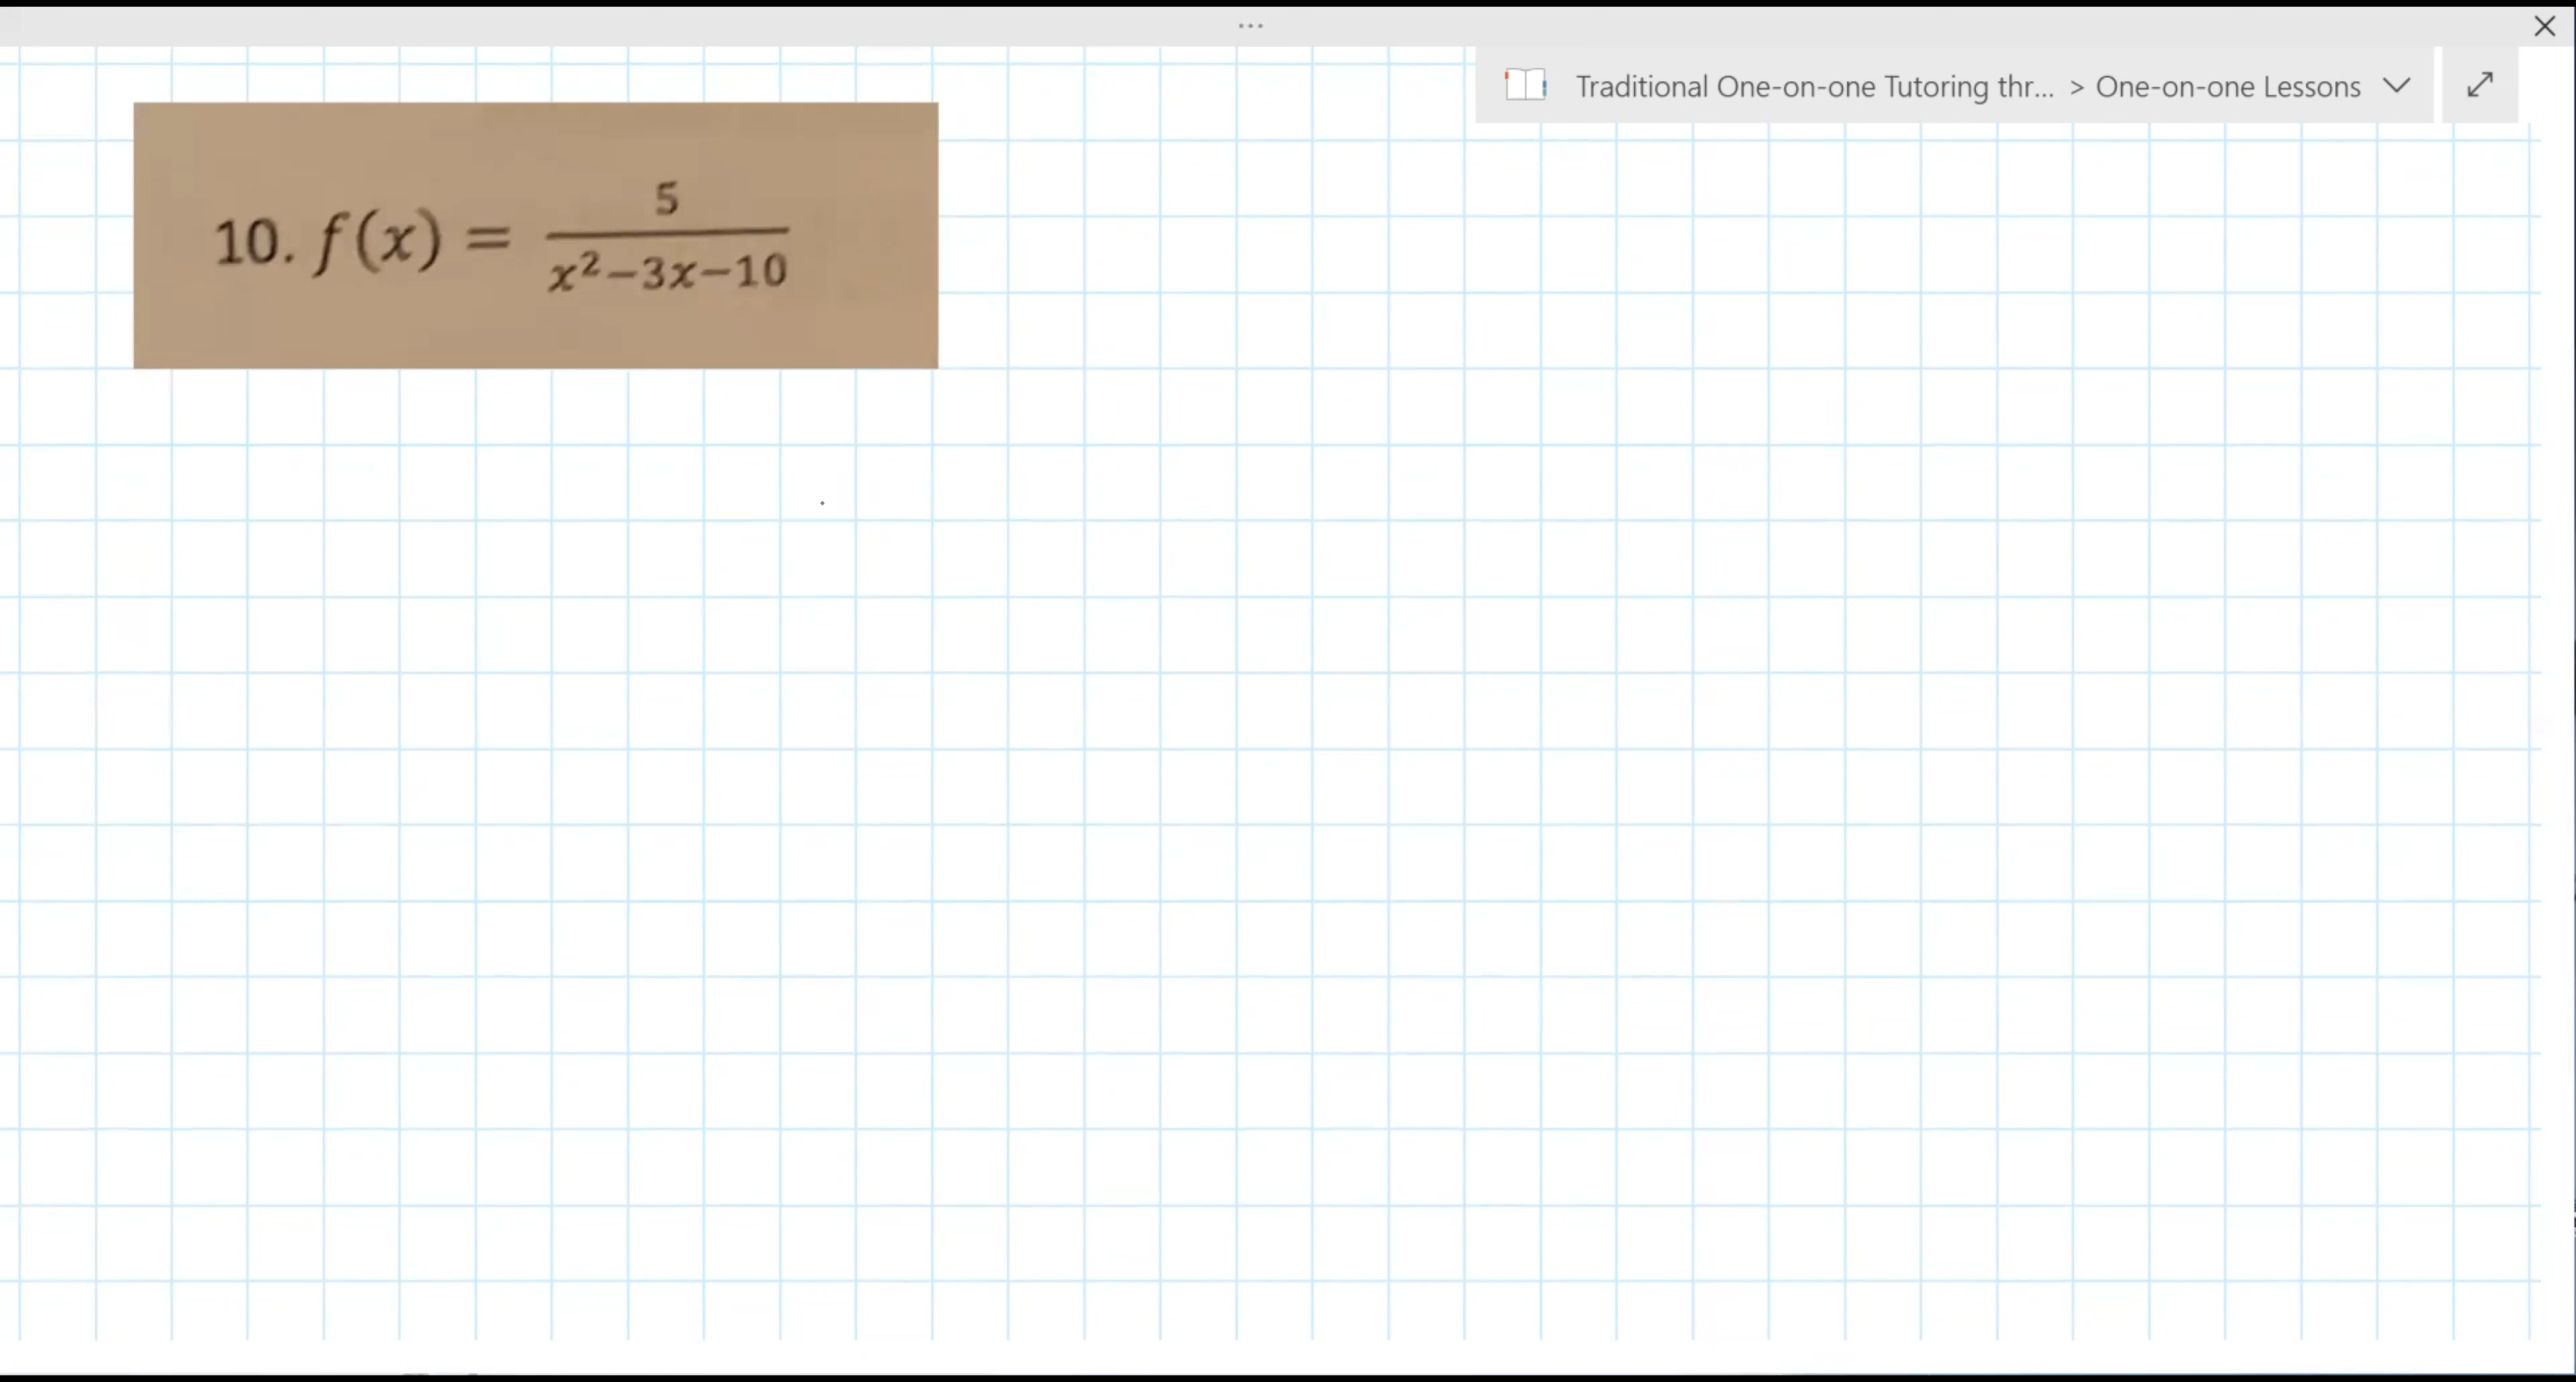 ...
Traditional One-on-one Tutoring thr... > One-on-one Lessons
10. f(x) = 5 / x²−3x−10